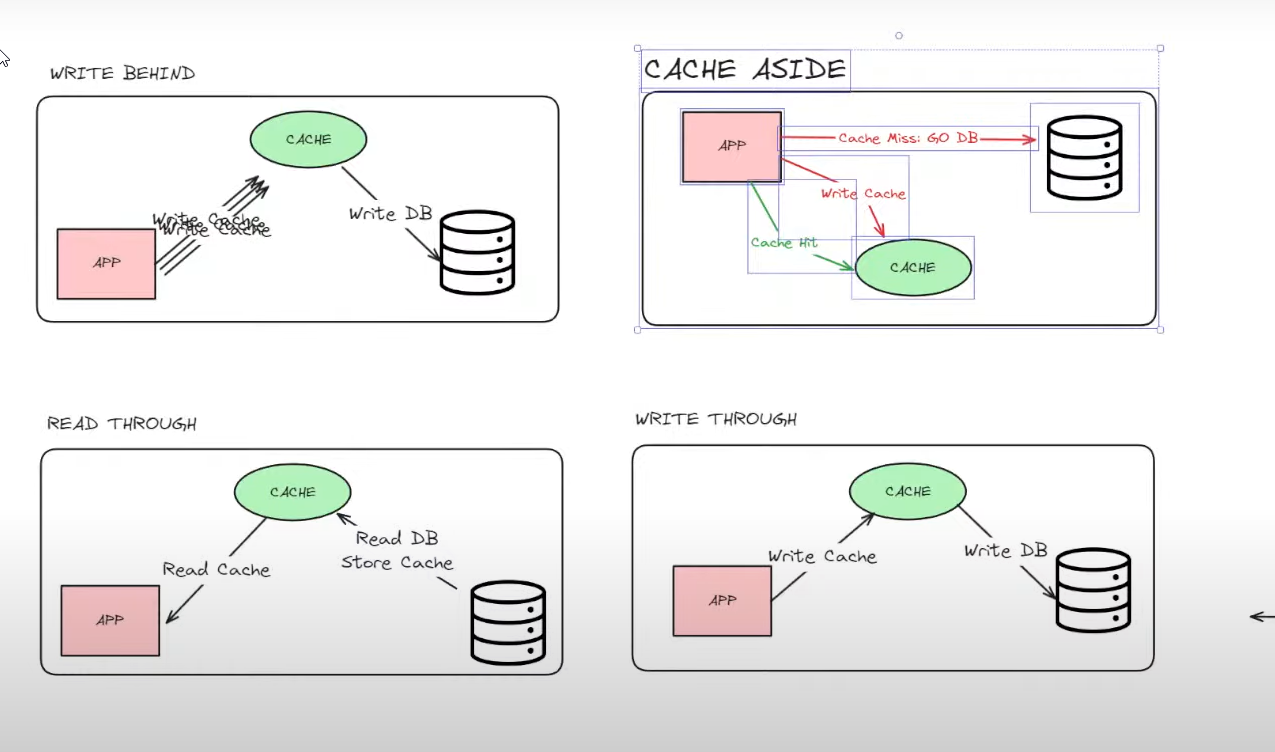 WRITE BEHIND
CACHE
Write Cache
Write Cache
Write Cache
Write DB
APP
CACHE ASIDE
APP
Cache Miss: GO DB
Write Cache
Cache Hit
CACHE
READ THROUGH
CACHE
Read DB
Store Cache
Read Cache
APP
WRITE THROUGH
CACHE
Write Cache
Write DB
APP